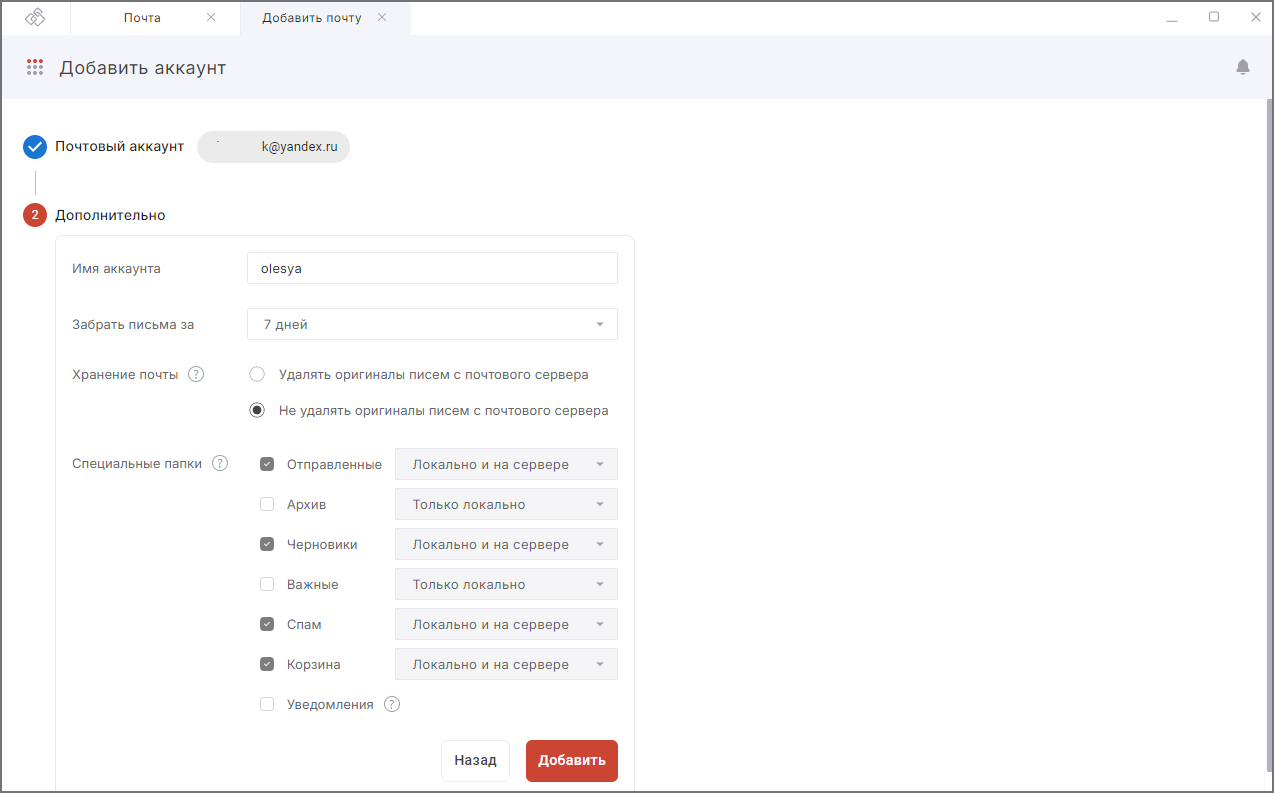 Почта
Добавить почту
Добавить аккаунт
Почтовый аккаунт k@yandex.ru
2 Дополнительно
Имя аккаунта olesya
Забрать письма за 7 дней
Хранение почты ? Удалять оригиналы писем с почтового сервера
Не удалять оригиналы писем с почтового сервера
Специальные папки ? Отправленные Локально и на сервере
Архив Только локально
Черновики Локально и на сервере
Важные Только локально
Спам Локально и на сервере
Корзина Локально и на сервере
Уведомления ?
Назад Добавить